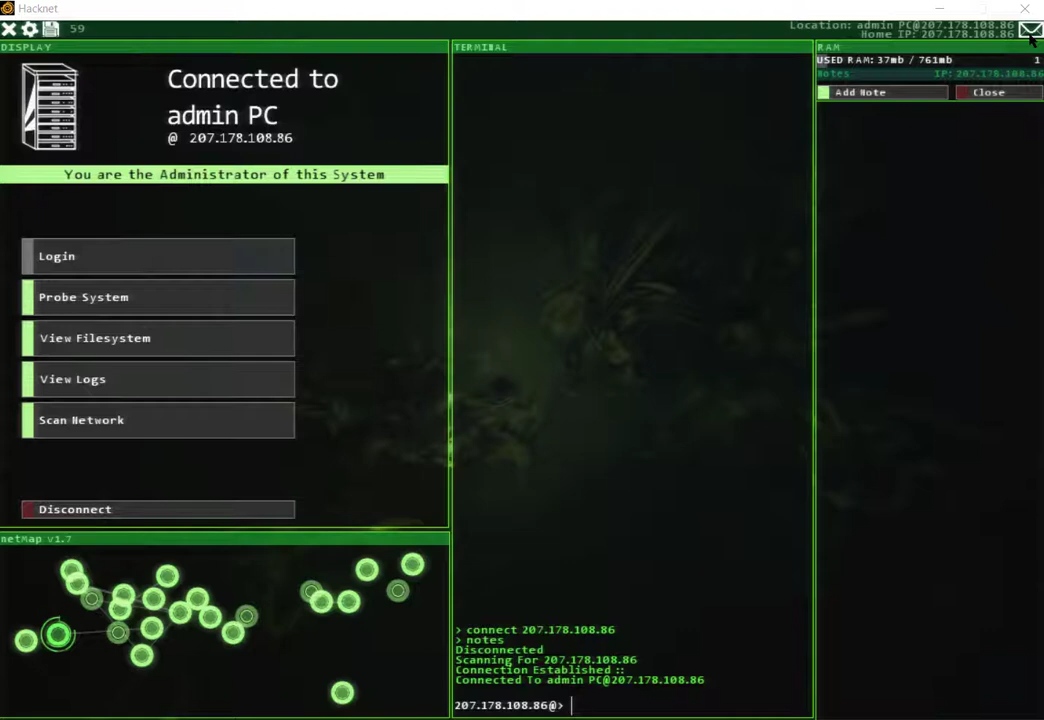 Hacknet
59
Location: admin PC@207.178.108.86
Home IP: 207.178.108.86
DISPLAY
Connected to
admin PC
@ 207.178.108.86
You are the Administrator of this System
Login
Probe System
View Filesystem
View Logs
Scan Network
Disconnect
netMap v1.7
TERMINAL
> connect 207.178.108.86
> notes
Disconnected
Scanning For 207.178.108.86
Connection Established ::
Connected To admin PC@207.178.108.86
207.178.108.86@>
RAM
USED RAM: 37mb / 761mb 1
Notes IP: 207.178.108.86
Add Note Close